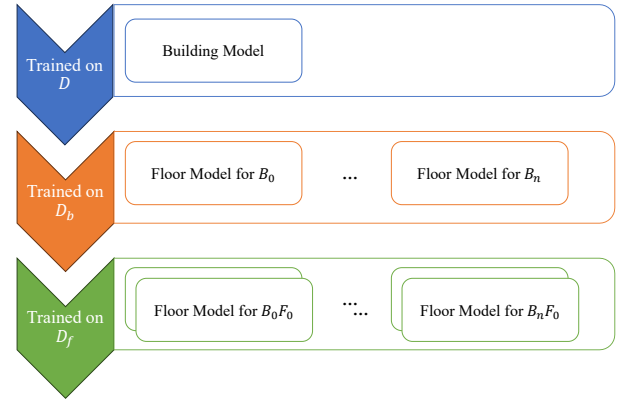 Trained on
D
Building Model
Trained on
D_b
Floor Model for B_0
...
Floor Model for B_n
Trained on
D_f
Floor Model for B_0F_0
... ...
Floor Model for B_nF_0